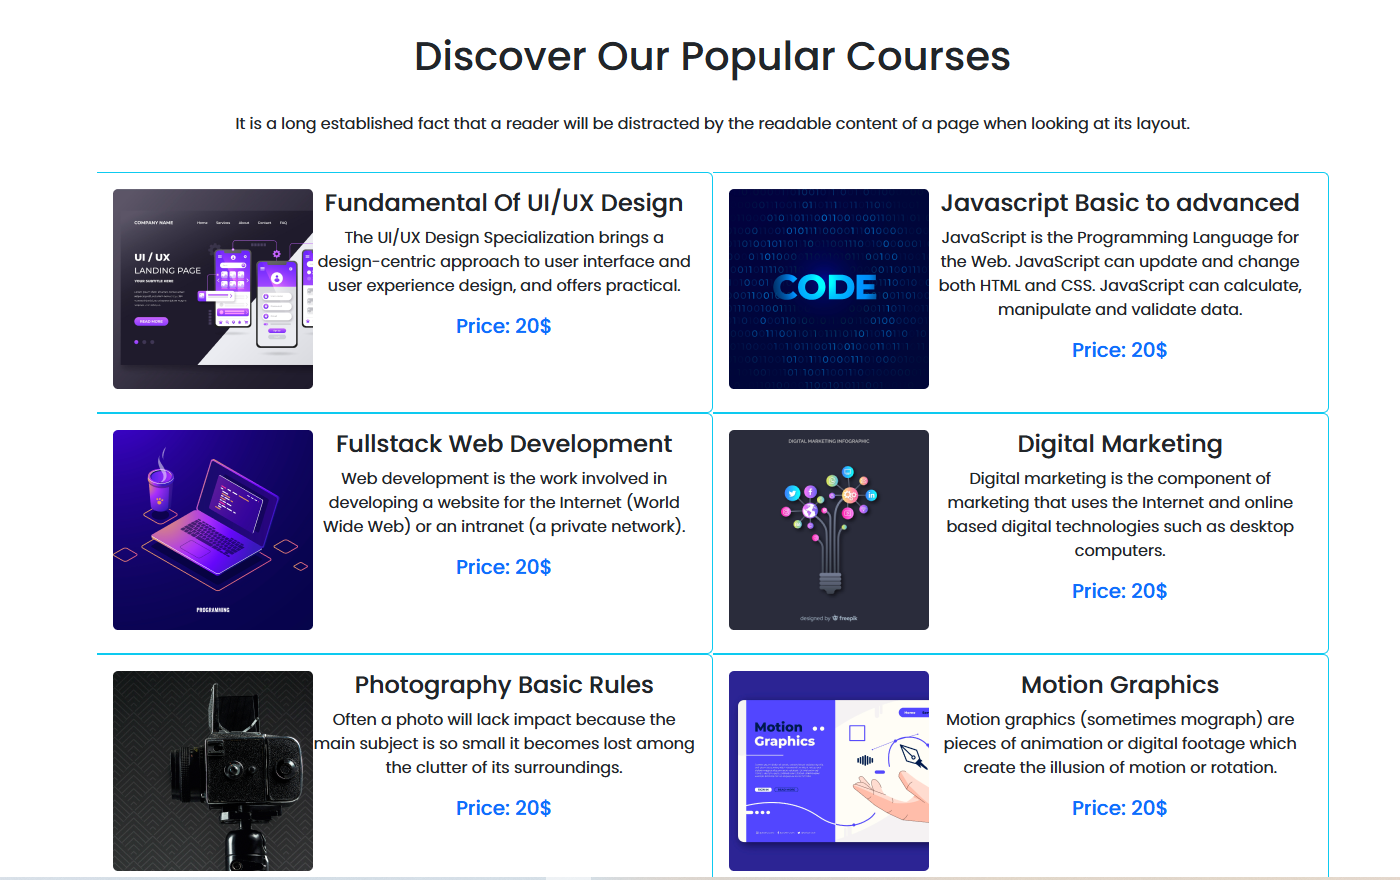 Discover Our Popular Courses
It is a long established fact that a reader will be distracted by the readable content of a page when looking at its layout.
COMPANY NAME
Home Services About Contact FAQ
UI / UX
LANDING PAGE
YOUR SUBTITLE HERE
READ MORE
Fundamental Of UI/UX Design
The UI/UX Design Specialization brings a
design-centric approach to user interface and
user experience design, and offers practical.
Price: 20$
CODE
Javascript Basic to advanced
JavaScript is the Programming Language for
the Web. JavaScript can update and change
both HTML and CSS. JavaScript can calculate,
manipulate and validate data.
Price: 20$
PROGRAMMING
Fullstack Web Development
Web development is the work involved in
developing a website for the Internet (World
Wide Web) or an intranet (a private network).
Price: 20$
DIGITAL MARKETING INFOGRAPHIC
designed by freepik
Digital Marketing
Digital marketing is the component of
marketing that uses the Internet and online
based digital technologies such as desktop
computers.
Price: 20$
Photography Basic Rules
Often a photo will lack impact because the
main subject is so small it becomes lost among
the clutter of its surroundings.
Price: 20$
Motion
Graphics
Motion Graphics
Motion graphics (sometimes mograph) are
pieces of animation or digital footage which
create the illusion of motion or rotation.
Price: 20$